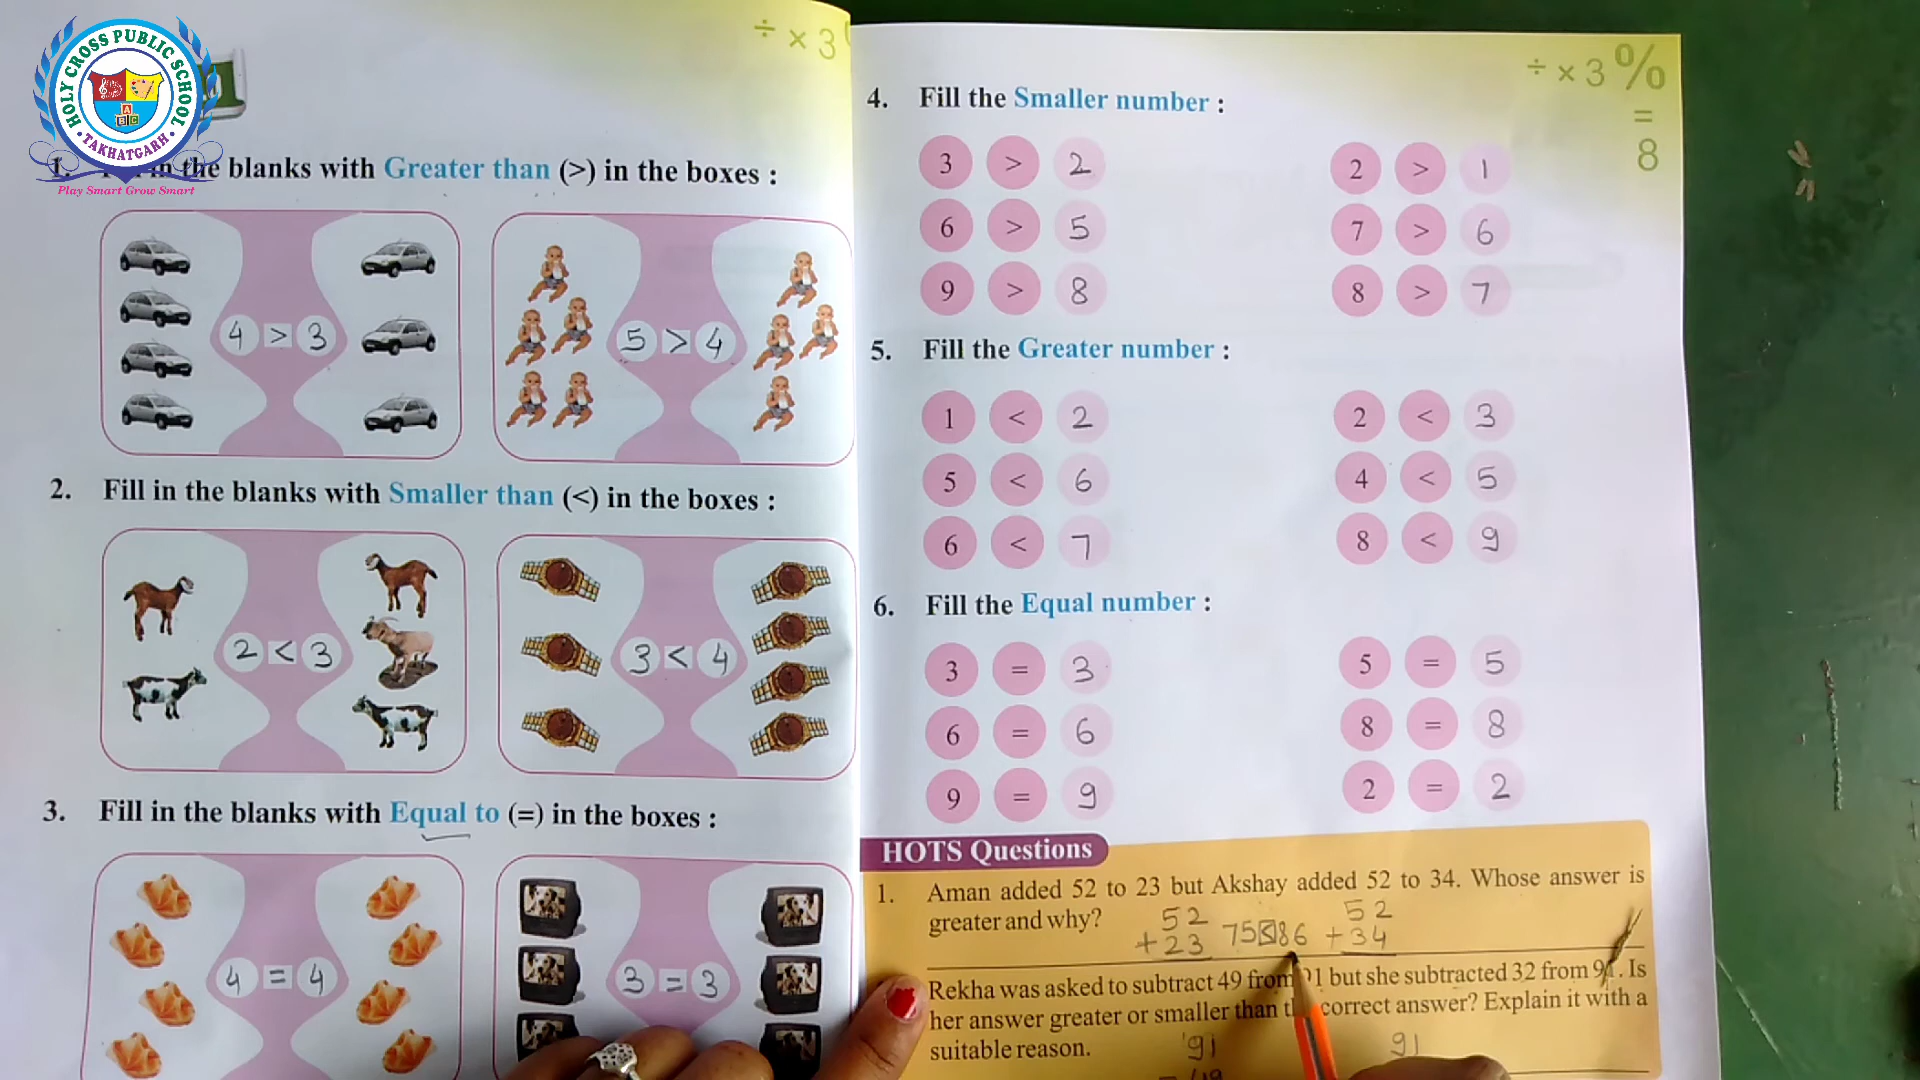 HOLY CROSS PUBLIC SCHOOL
TAKHATGARH
A
B C
Play Smart Grow Smart
÷ × 3
1. in the blanks with Greater than (>) in the boxes :
4 > 3
5 > 4
2. Fill in the blanks with Smaller than (<) in the boxes :
2 < 3
3 < 4
3. Fill in the blanks with Equal to (=) in the boxes :
4 = 4
3 = 3
÷ × 3 %
=
8
4. Fill the Smaller number :
3 > 2
2 > 1
6 > 5
7 > 6
9 > 8
8 > 7
5. Fill the Greater number :
1 < 2
2 < 3
5 < 6
4 < 5
6 < 7
8 < 9
6. Fill the Equal number :
3 = 3
5 = 5
6 = 6
8 = 8
9 = 9
2 = 2
HOTS Questions
1. Aman added 52 to 23 but Akshay added 52 to 34. Whose answer is
greater and why?
52
+23
75<86
52
+34
Rekha was asked to subtract 49 from 91 but she subtracted 32 from 91. Is
her answer greater or smaller than the correct answer? Explain it with a
suitable reason.
91
91